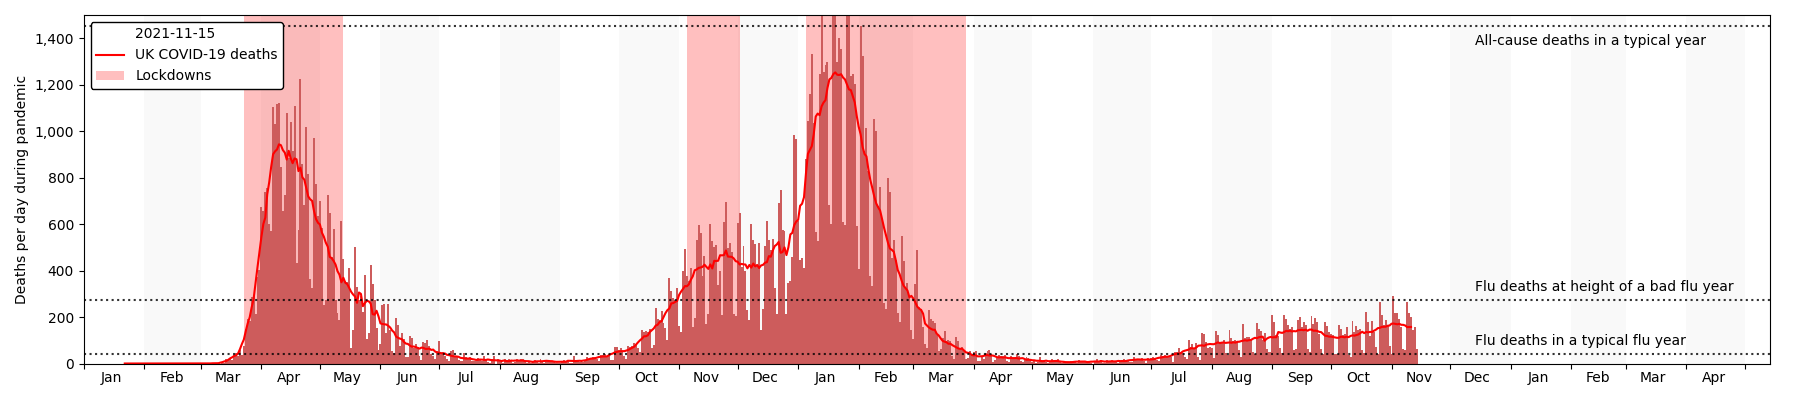 1,400
1,200
1,000
800
600
400
200
0
Deaths per day during pandemic
2021-11-15
UK COVID-19 deaths
Lockdowns
All-cause deaths in a typical year
Flu deaths at height of a bad flu year
Flu deaths in a typical flu year
Jan Feb Mar Apr May Jun Jul Aug Sep Oct Nov Dec Jan Feb Mar Apr May Jun Jul Aug Sep Oct Nov Dec Jan Feb Mar Apr